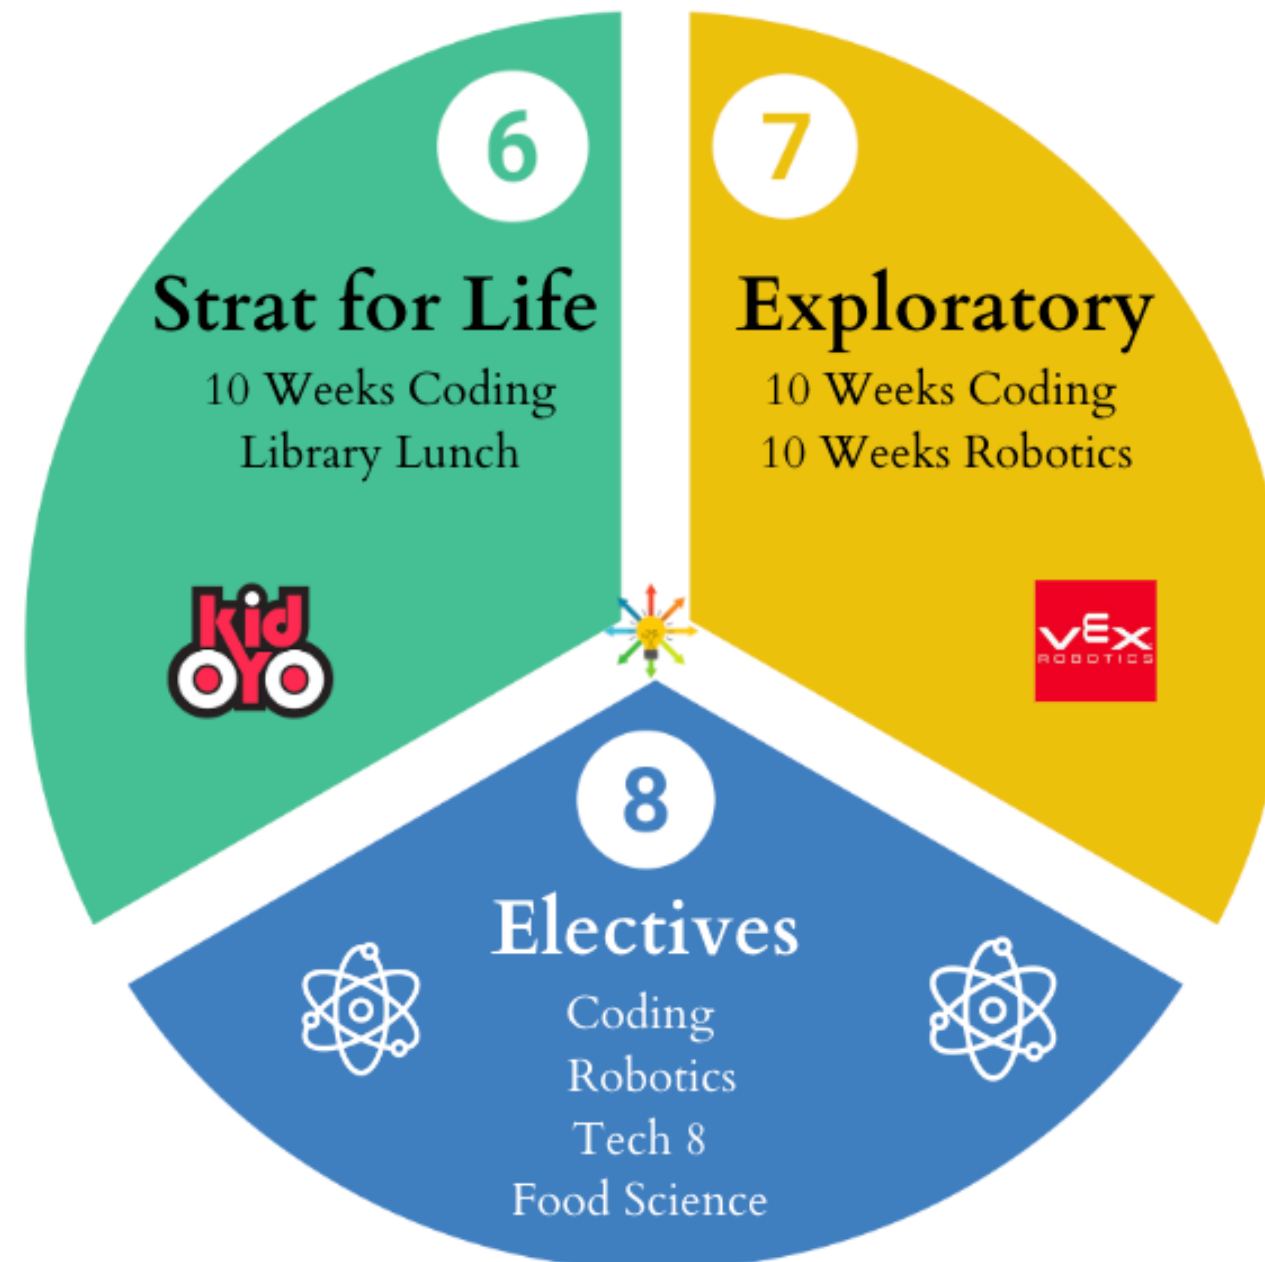 6
Strat for Life
10 Weeks Coding
Library Lunch
kid
OYO
7
Exploratory
10 Weeks Coding
10 Weeks Robotics
VEX
ROBOTICS
8
Electives
Coding
Robotics
Tech 8
Food Science